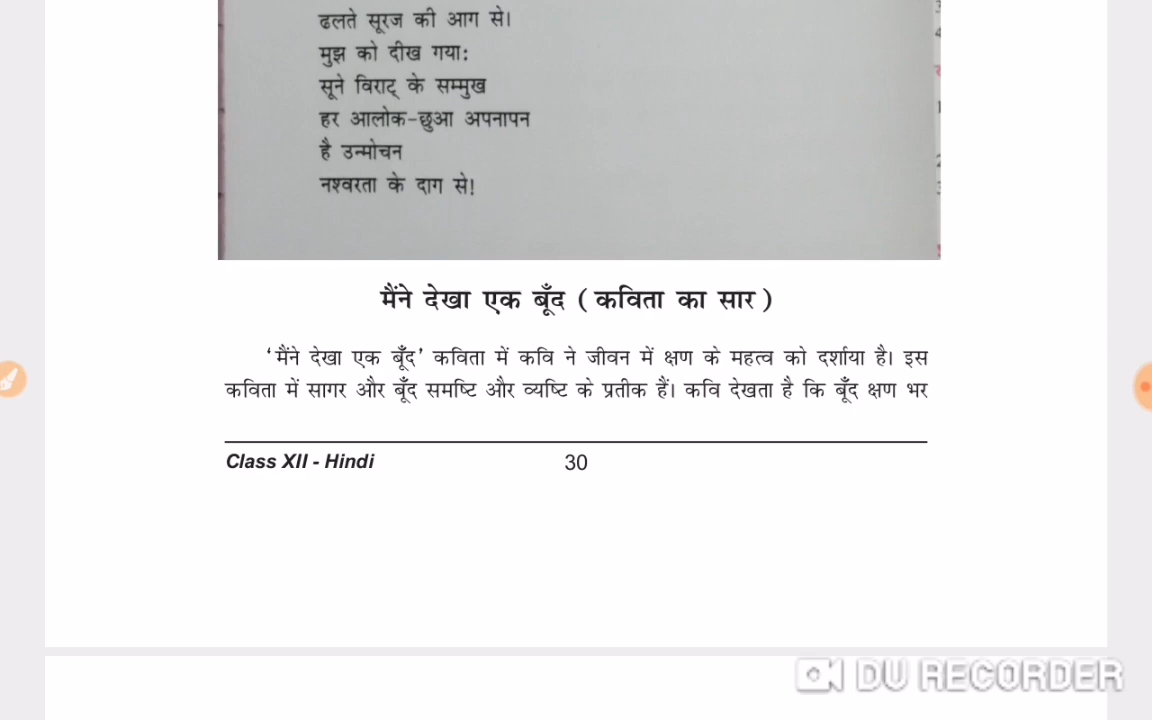 ढलते सूरज की आग से।
मुझ को दीख गयाः
सूने विराट् के सम्मुख
हर आलोक-छुआ अपनापन
है उन्मोचन
नश्वरता के दाग से!
मैंने देखा एक बूँद ( कविता का सार )
‘मैंने देखा एक बूँद’ कविता में कवि ने जीवन में क्षण के महत्व को दर्शाया है। इस
कविता में सागर और बूँद समष्टि और व्यष्टि के प्रतीक हैं। कवि देखता है कि बूँद क्षण भर
Class XII - Hindi 30
DU RECORDER